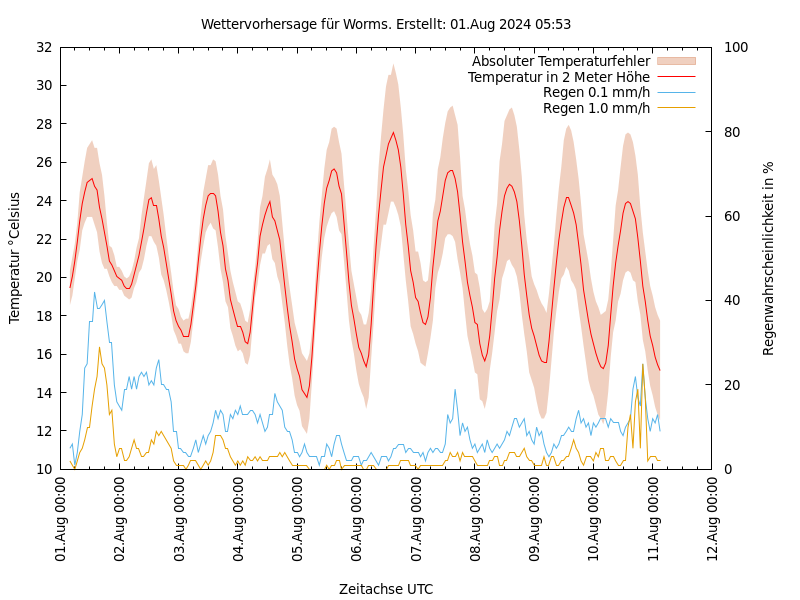 Wettervorhersage für Worms. Erstellt: 01.Aug 2024 05:53
Absoluter Temperaturfehler
Temperatur in 2 Meter Höhe
Regen 0.1 mm/h
Regen 1.0 mm/h
Temperatur °Celsius
32
30
28
26
24
22
20
18
16
14
12
10
100
80
60
40
20
0
Regenwahrscheinlichkeit in %
01.Aug 00:00
02.Aug 00:00
03.Aug 00:00
04.Aug 00:00
05.Aug 00:00
06.Aug 00:00
07.Aug 00:00
08.Aug 00:00
09.Aug 00:00
10.Aug 00:00
11.Aug 00:00
12.Aug 00:00
Zeitachse UTC